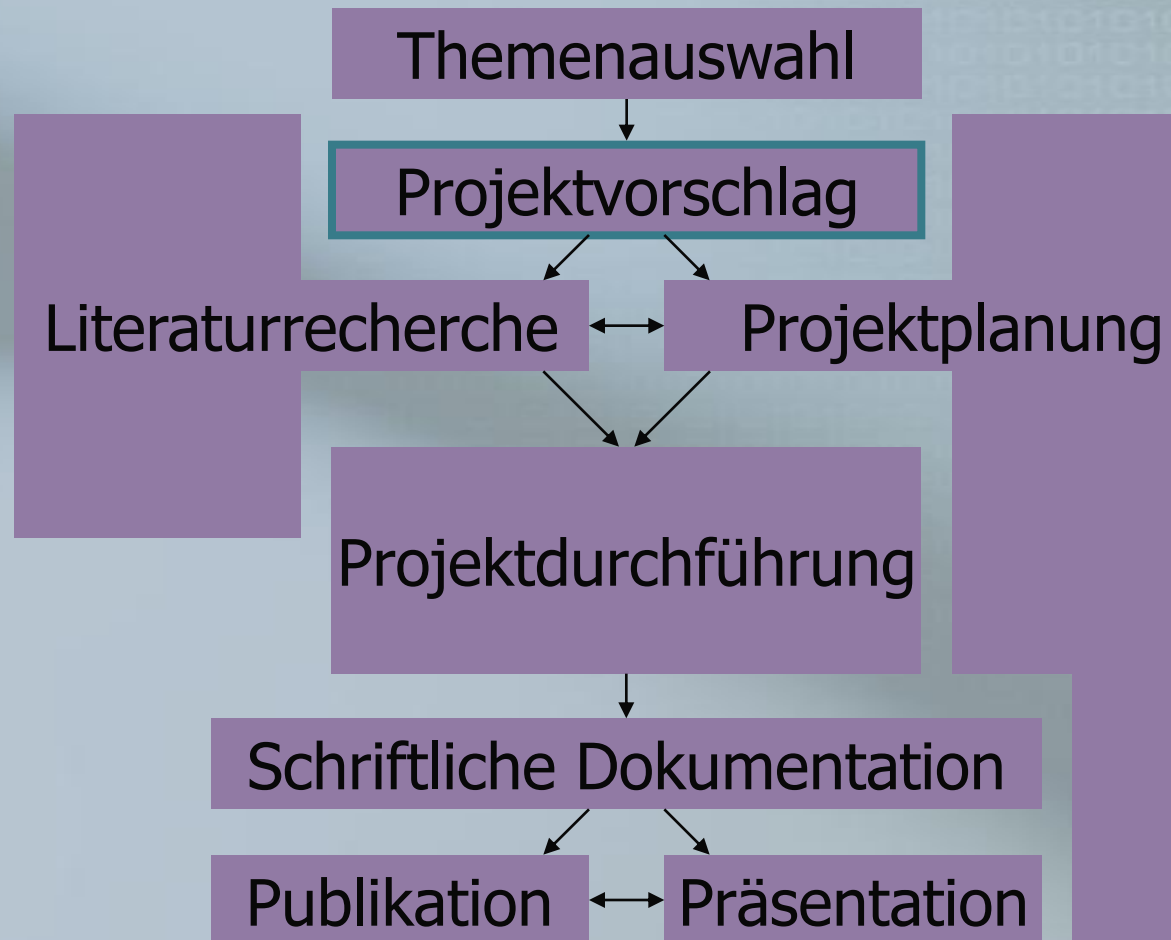 Themenauswahl
Projektvorschlag
Literaturrecherche
Projektplanung
Projektdurchführung
Schriftliche Dokumentation
Publikation
Präsentation